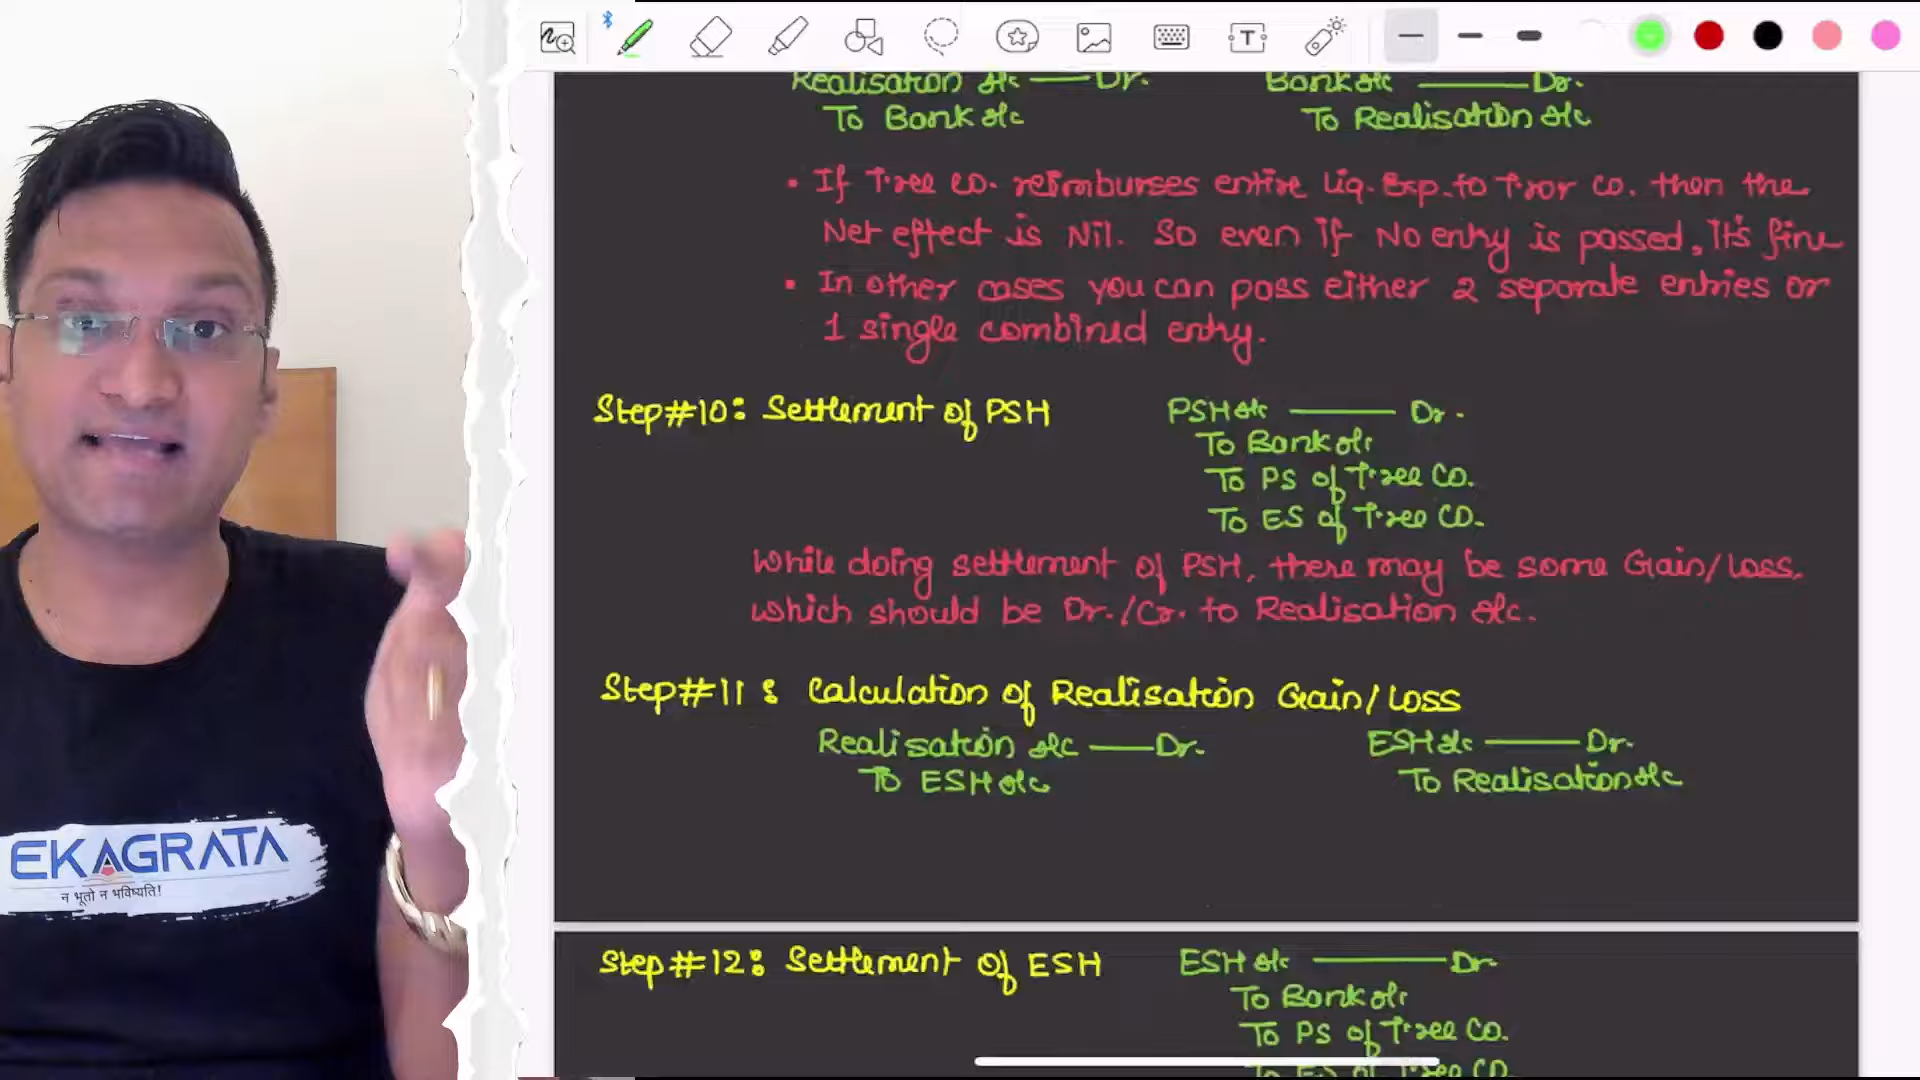 Realisation a/c —— Dr.
To Bank a/c
Bank a/c —— Dr.
To Realisation a/c
• If T'ree Co. reimburses entire Liq. Exp. to T'ror Co. then the
Net effect is Nil. So even if No entry is passed, It's fine
• In other cases you can pass either 2 separate entries or
1 single combined entry.
Step#10: Settlement of PSH
PSH a/c —— Dr.
To Bank a/c
To PS of T'ree Co.
To ES of T'ree Co.
While doing settlement of PSH, there may be some Gain/Loss,
which should be Dr./Cr. to Realisation a/c.
Step#11: Calculation of Realisation Gain/Loss
Realisation a/c —— Dr.
To ESH a/c
ESH a/c —— Dr.
To Realisation a/c
Step#12: Settlement of ESH
ESH a/c —— Dr.
To Bank a/c
To PS of T'ree Co.
To ES of T'ree Co.
EKAGRATA
न भूतो न भविष्यति!
T